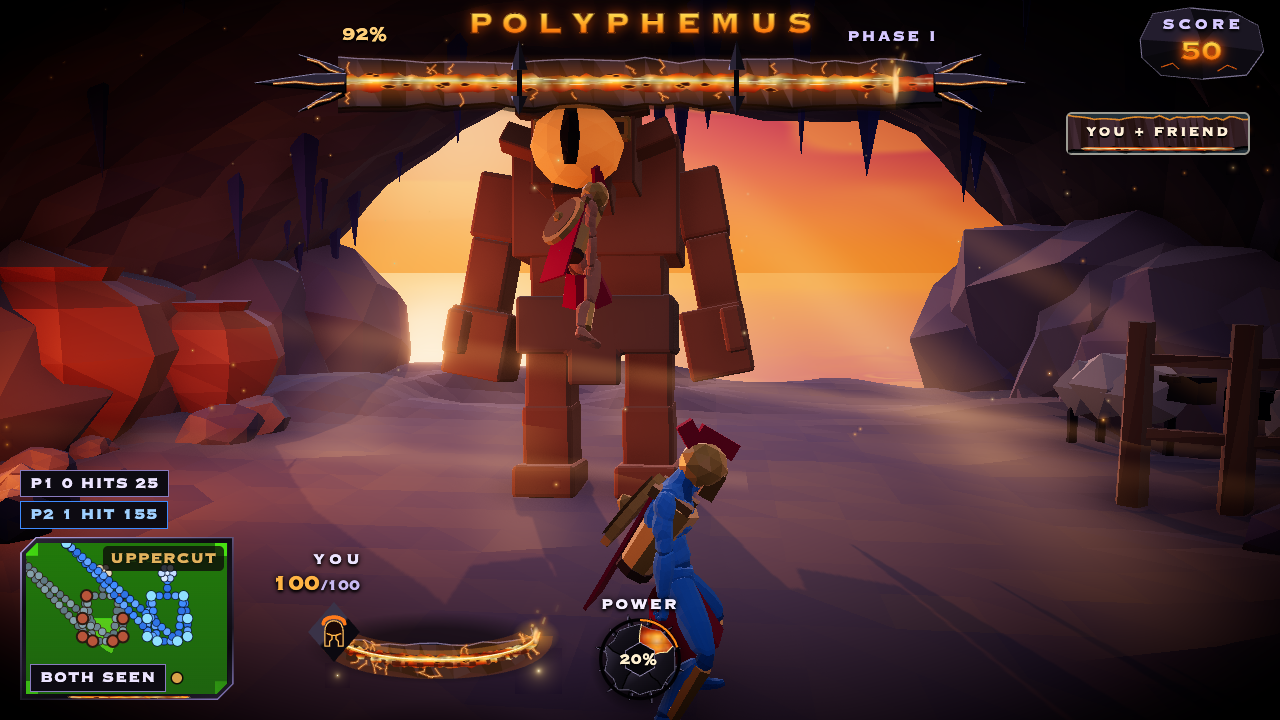 POLYPHEMUS
92%
PHASE I
SCORE
50
YOU + FRIEND
P1 0 HITS 25
P2 1 HIT 155
UPPERCUT
BOTH SEEN
YOU
100/100
POWER
20%